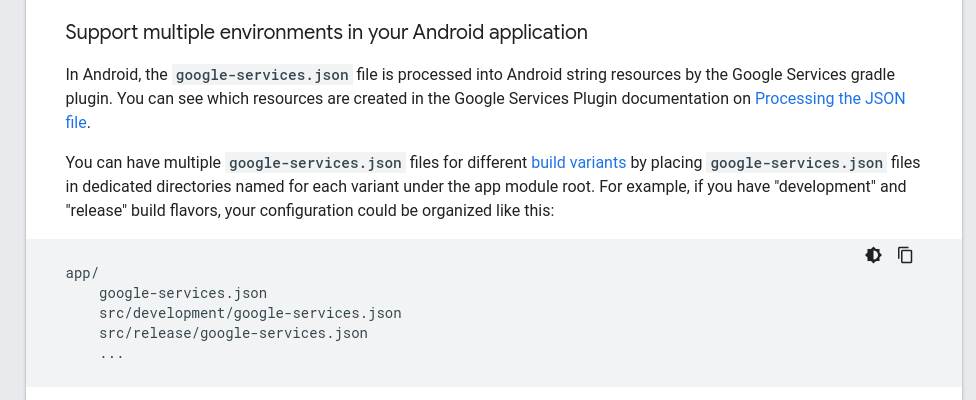 Support multiple environments in your Android application
In Android, the google-services.json file is processed into Android string resources by the Google Services gradle
plugin. You can see which resources are created in the Google Services Plugin documentation on Processing the JSON
file.
You can have multiple google-services.json files for different build variants by placing google-services.json files
in dedicated directories named for each variant under the app module root. For example, if you have "development" and
"release" build flavors, your configuration could be organized like this:
app/
    google-services.json
    src/development/google-services.json
    src/release/google-services.json
    ...